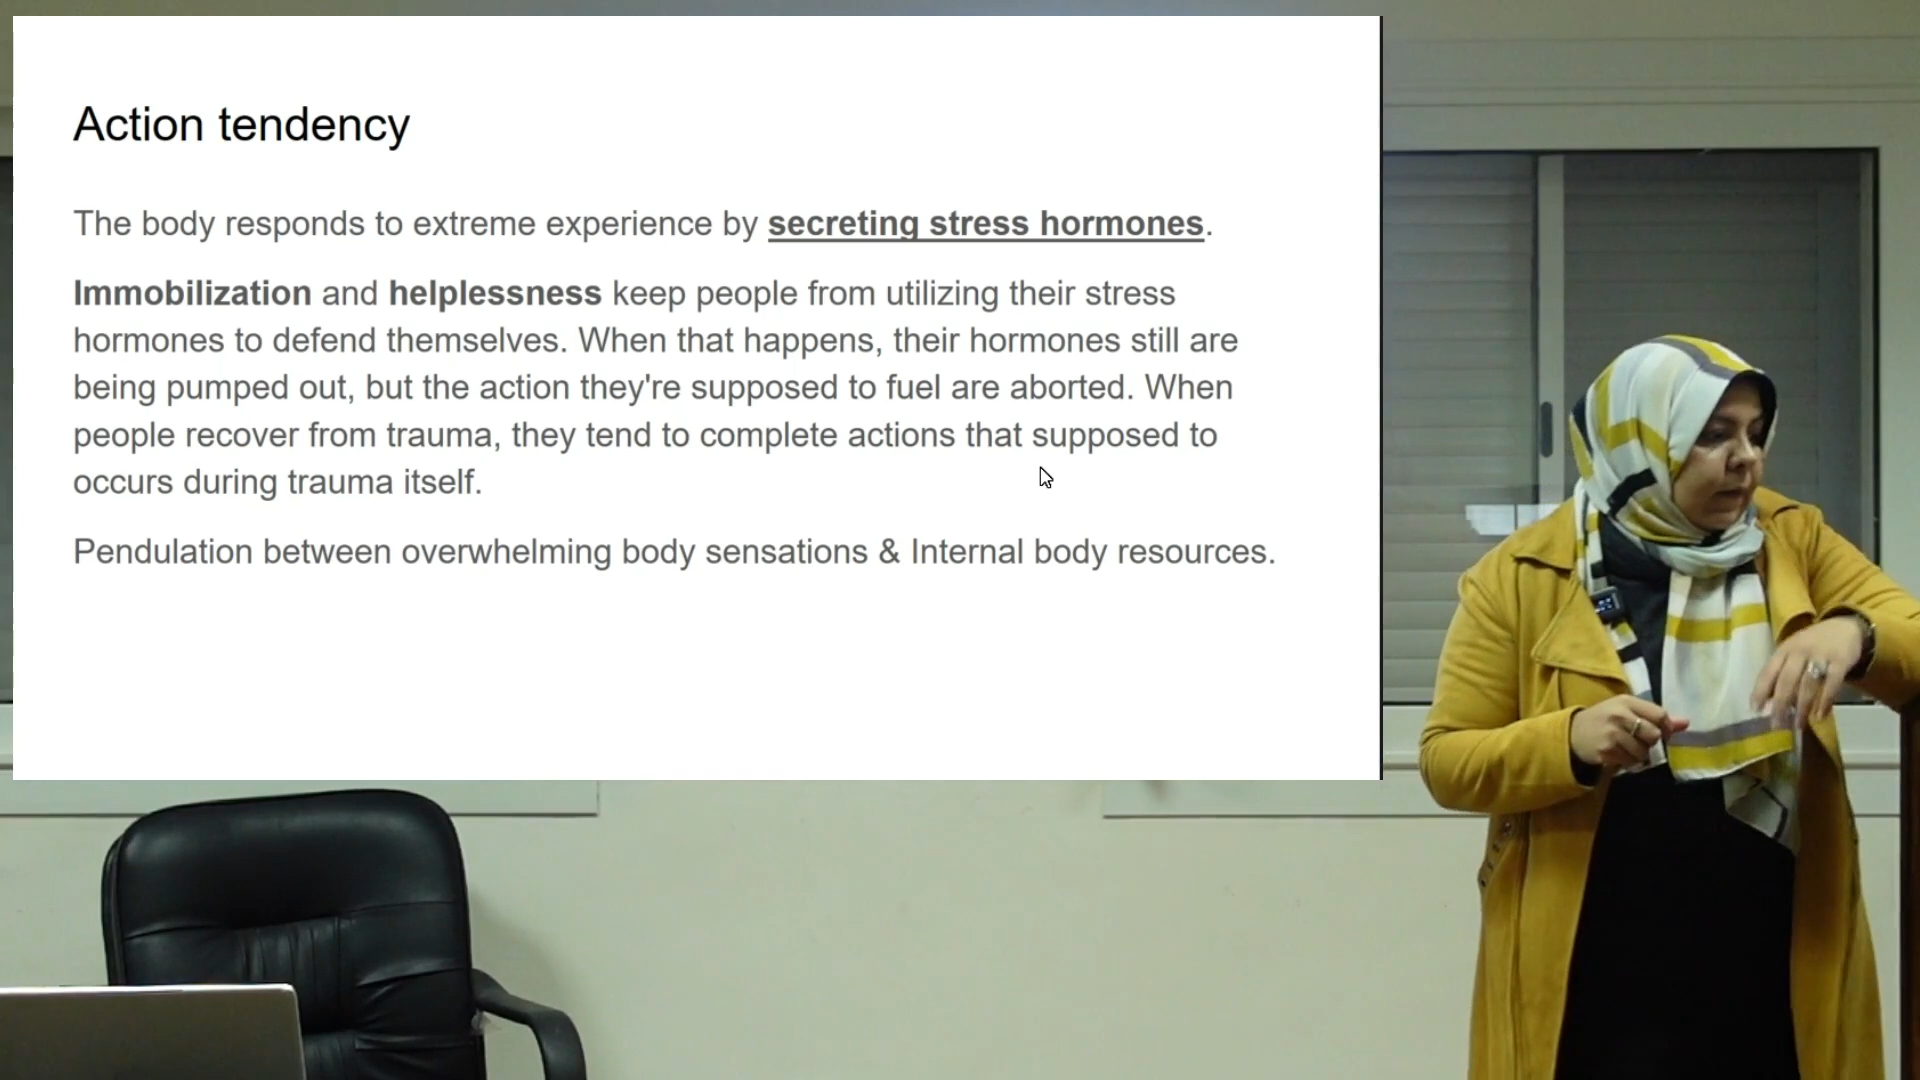 Action tendency
The body responds to extreme experience by secreting stress hormones.
Immobilization and helplessness keep people from utilizing their stress
hormones to defend themselves. When that happens, their hormones still are
being pumped out, but the action they're supposed to fuel are aborted. When
people recover from trauma, they tend to complete actions that supposed to
occurs during trauma itself.
Pendulation between overwhelming body sensations & Internal body resources.